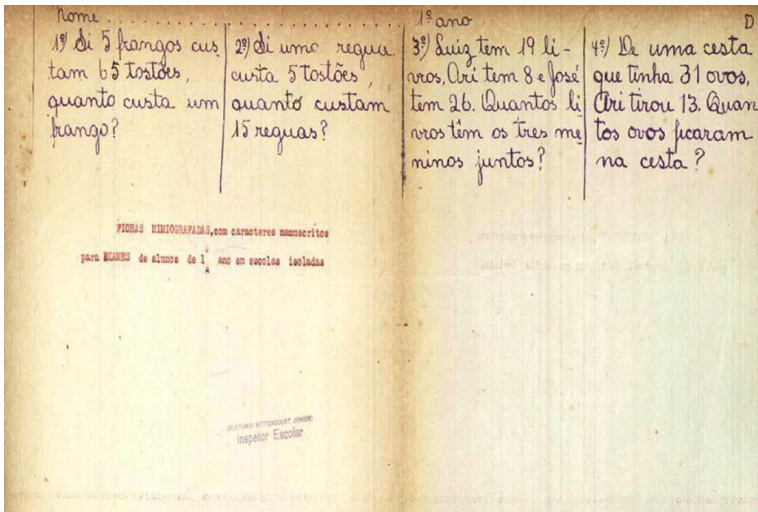 nome . . . . . . . . . . . . . . . . . . . . . . . . . . . 1º ano D
1º) Si 5 frangos cus
tam 65 tostões,
quanto custa um
frango?
2º) Si uma regua
custa 5 tostões,
quanto custam
15 reguas?
3º) Luiz tem 19 li-
vros, Ari tem 8 e José
tem 26. Quantos li
vros têm os tres me
ninos juntos?
4º) De uma cesta
que tinha 31 ovos,
Ari tirou 13. Quan
tos ovos ficaram
na cesta?
FICHAS MIMIOGRAFADAS, com caracteres manuscritos
para EXAMES de alunos de 1º ano em escolas isoladas
BITTENCOURT
Inspetor Escolar